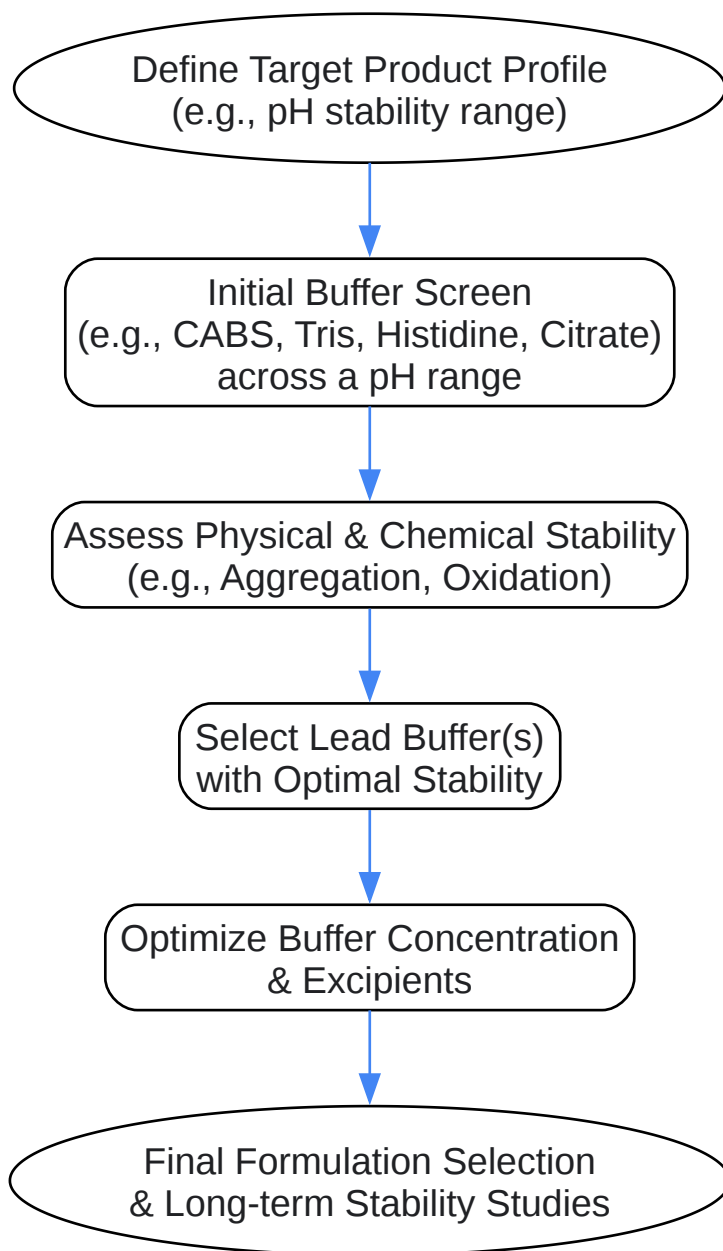 Define Target Product Profile
(e.g., pH stability range)
Initial Buffer Screen
(e.g., CABS, Tris, Histidine, Citrate)
across a pH range
Assess Physical & Chemical Stability
(e.g., Aggregation, Oxidation)
Select Lead Buffer(s)
with Optimal Stability
Optimize Buffer Concentration
& Excipients
Final Formulation Selection
& Long-term Stability Studies